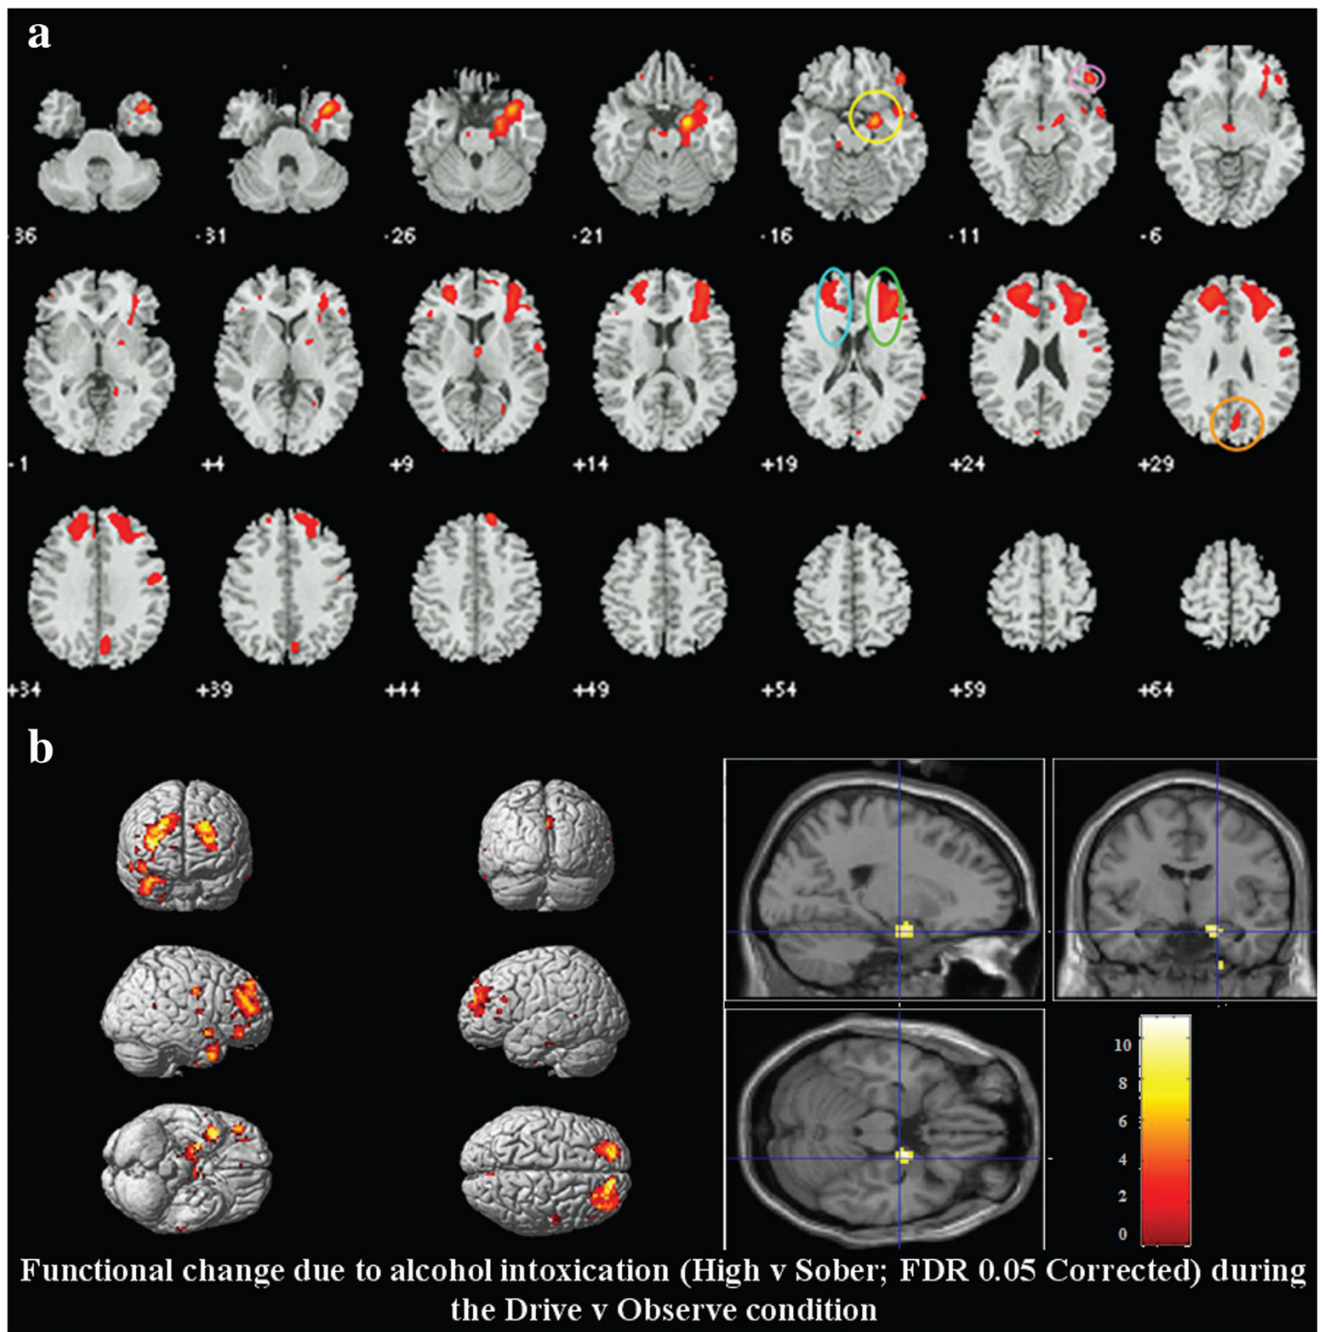 a
-36 -31 -26 -21 -16 -11 -6
-1 +4 +9 +14 +19 +24 +29
+34 +39 +44 +49 +54 +59 +64
b
10
8
6
4
2
0
Functional change due to alcohol intoxication (High v Sober; FDR 0.05 Corrected) during
the Drive v Observe condition